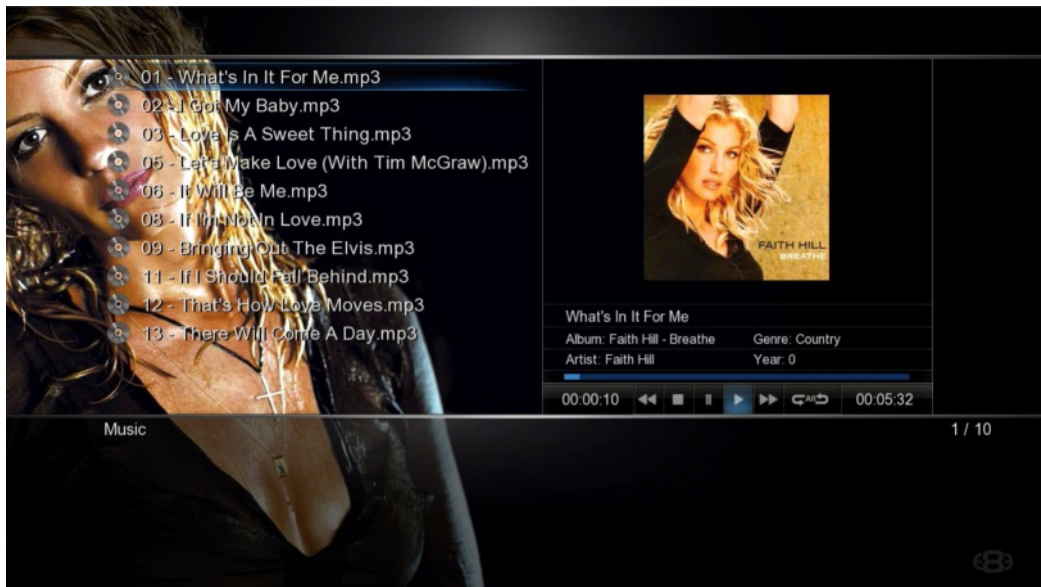 01 - What's In It For Me.mp3
02 - I Got My Baby.mp3
03 - Love Is A Sweet Thing.mp3
05 - Let's Make Love (With Tim McGraw).mp3
06 - It Will Be Me.mp3
08 - If I'm Not In Love.mp3
09 - Bringing Out The Elvis.mp3
11 - If I Should Fall Behind.mp3
12 - That's How Love Moves.mp3
13 - There Will Come A Day.mp3
FAITH HILL
BREATHE
What's In It For Me
Album: Faith Hill - Breathe Genre: Country
Artist: Faith Hill Year: 0
00:00:10 All 00:05:32
Music 1 / 10